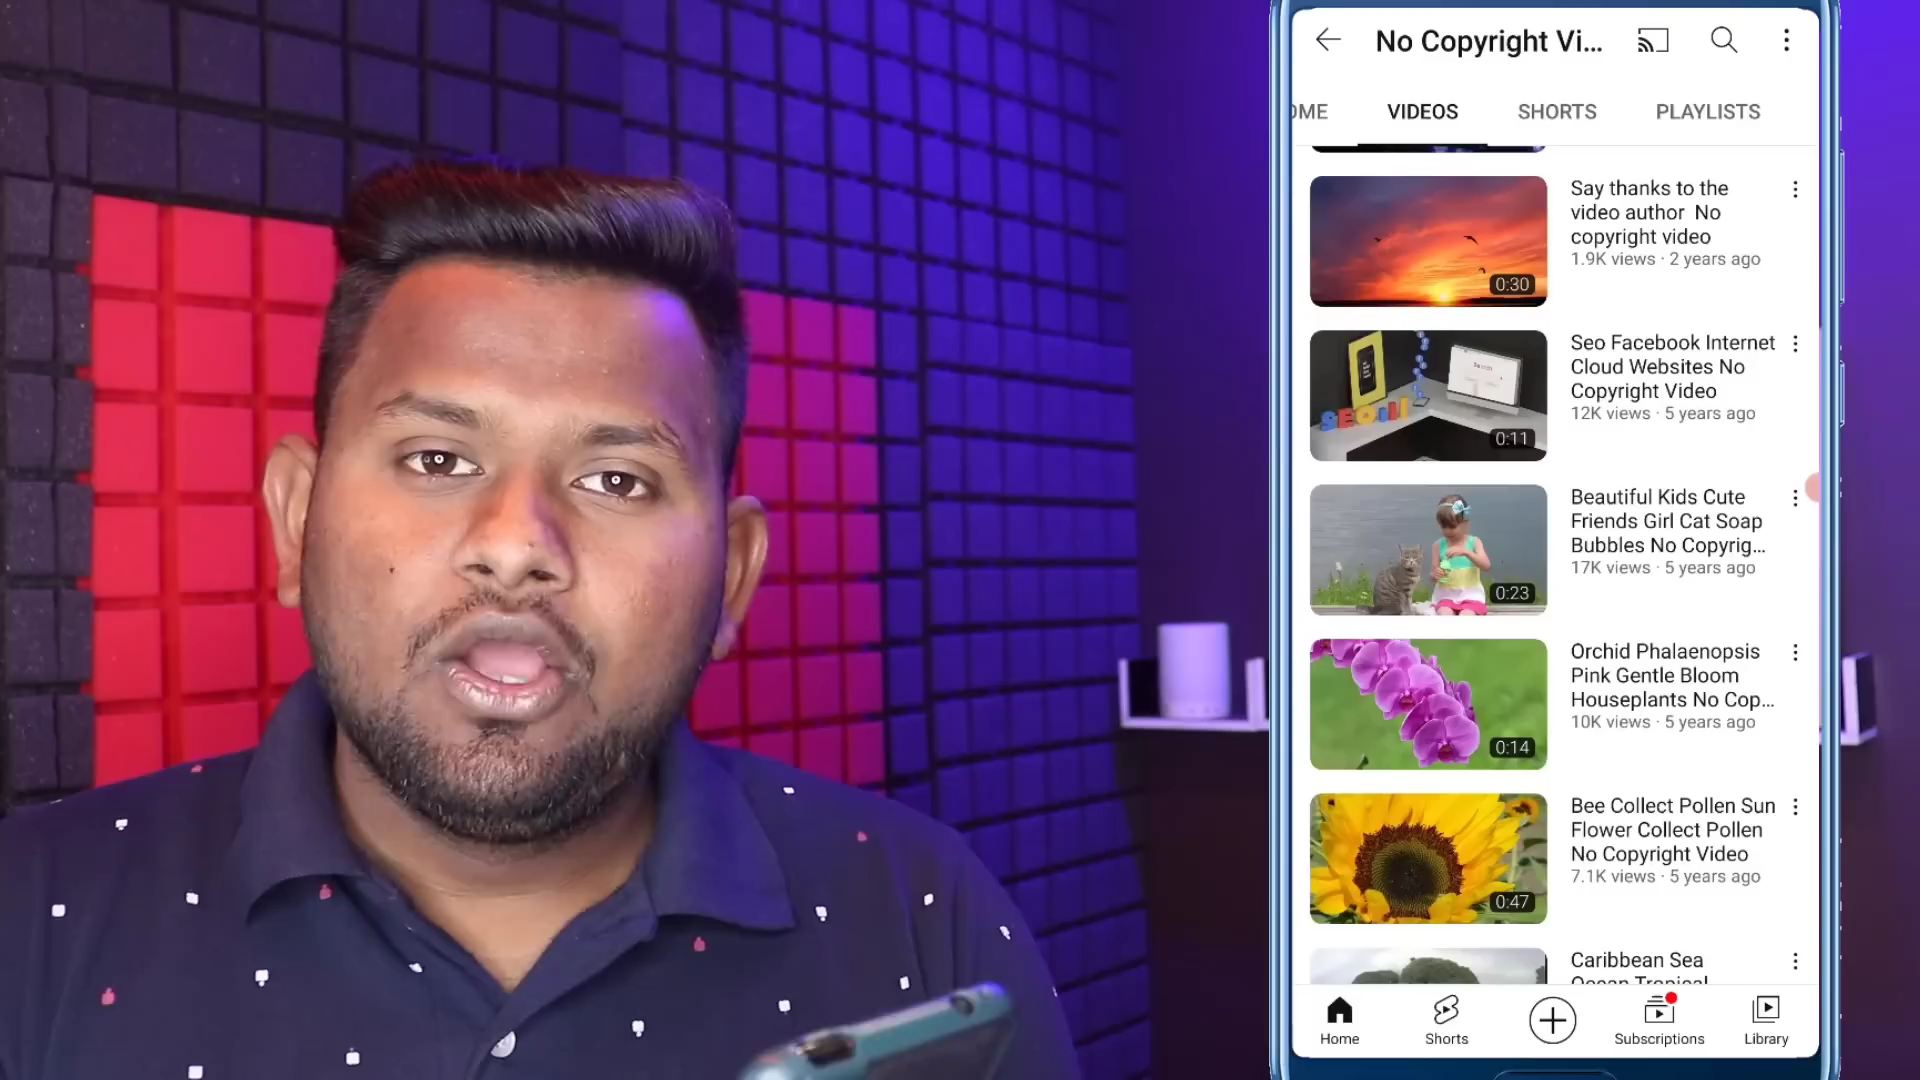 No Copyright Vi...
OME
VIDEOS
SHORTS
PLAYLISTS
Say thanks to the
video author No
copyright video
1.9K views · 2 years ago
0:30
Seo Facebook Internet
Cloud Websites No
Copyright Video
12K views · 5 years ago
SEO
0:11
Beautiful Kids Cute
Friends Girl Cat Soap
Bubbles No Copyrig...
17K views · 5 years ago
0:23
Orchid Phalaenopsis
Pink Gentle Bloom
Houseplants No Cop...
10K views · 5 years ago
0:14
Bee Collect Pollen Sun
Flower Collect Pollen
No Copyright Video
7.1K views · 5 years ago
0:47
Caribbean Sea
Ocean Tropical
Home
Shorts
Subscriptions
Library